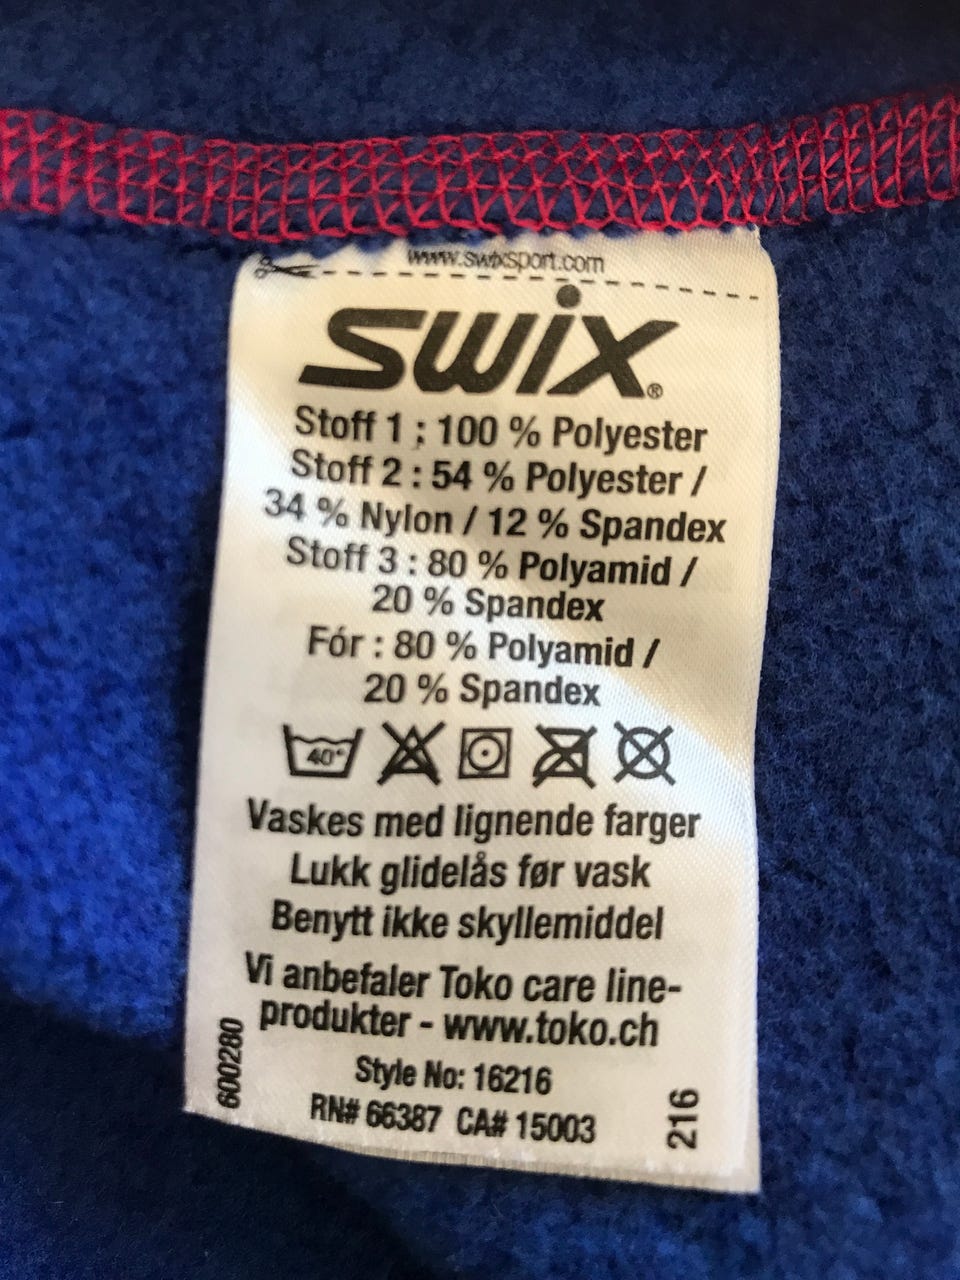 www.swixsport.com
SWiX®
Stoff 1 : 100 % Polyester
Stoff 2 : 54 % Polyester /
34 % Nylon / 12 % Spandex
Stoff 3 : 80 % Polyamid /
20 % Spandex
Fór : 80 % Polyamid /
20 % Spandex
40°
Vaskes med lignende farger
Lukk glidelås før vask
Benytt ikke skyllemiddel
Vi anbefaler Toko care line-
produkter - www.toko.ch
Style No: 16216
RN# 66387 CA# 15003
600280
216